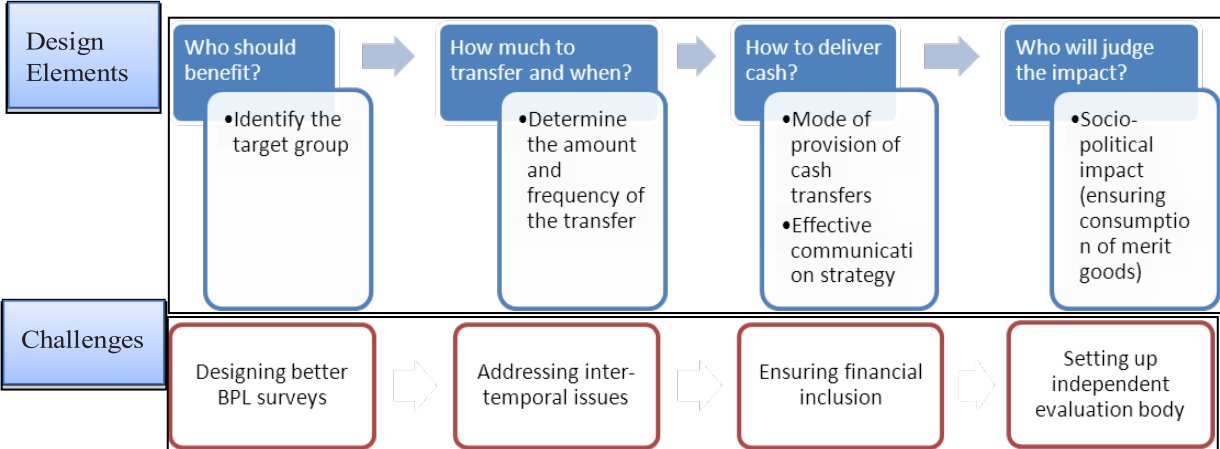 Design
Elements
Who should
benefit?
•Identify the
target group
How much to
transfer and when?
•Determine
the amount
and
frequency of
the transfer
How to deliver
cash?
•Mode of
provision of
cash
transfers
•Effective
communicati
on strategy
Who will judge
the impact?
•Socio-
political
impact
(ensuring
consumptio
n of merit
goods)
Challenges
Designing better
BPL surveys
Addressing inter-
temporal issues
Ensuring financial
inclusion
Setting up
independent
evaluation body